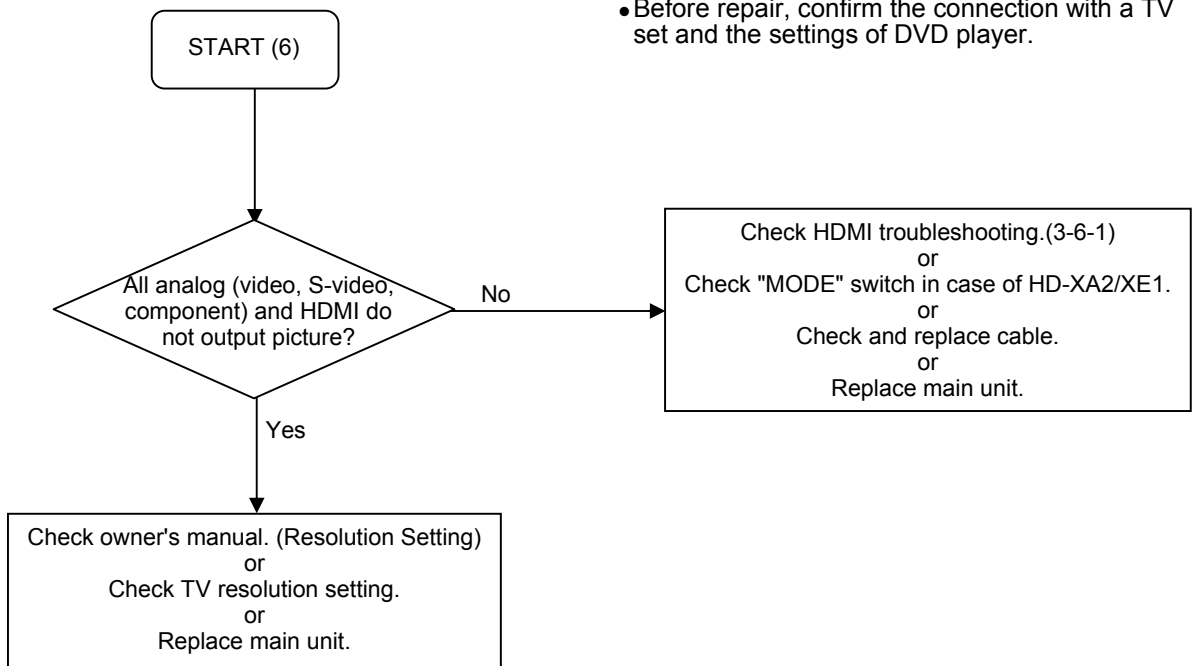 • Before repair, confirm the connection with a TV
set and the settings of DVD player.
START (6)
All analog (video, S-video,
component) and HDMI do
not output picture?
No
Check HDMI troubleshooting.(3-6-1)
or
Check "MODE" switch in case of HD-XA2/XE1.
or
Check and replace cable.
or
Replace main unit.
Yes
Check owner's manual. (Resolution Setting)
or
Check TV resolution setting.
or
Replace main unit.